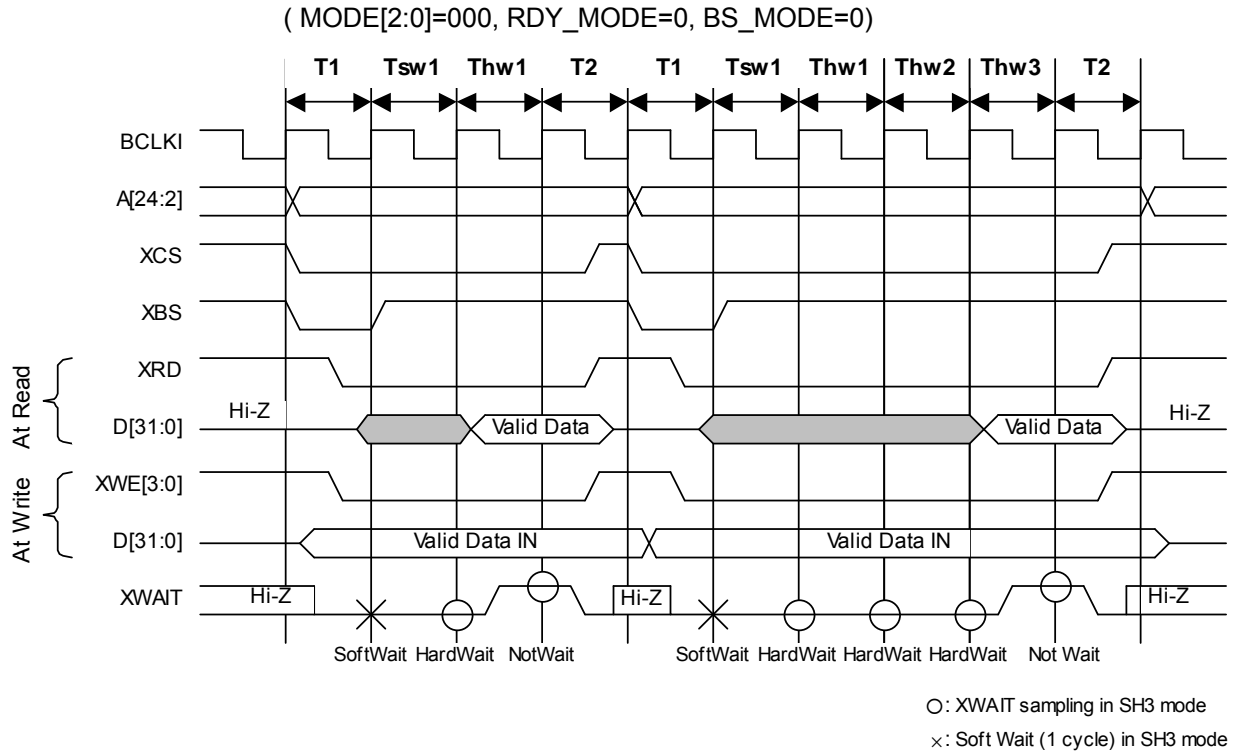 ( MODE[2:0]=000, RDY_MODE=0, BS_MODE=0)
T1 Tsw1 Thw1 T2 T1 Tsw1 Thw1 Thw2 Thw3 T2
BCLKI
A[24:2]
XCS
XBS
At Read
XRD
Hi-Z D[31:0] Valid Data Valid Data Hi-Z
At Write
XWE[3:0]
D[31:0] Valid Data IN Valid Data IN
XWAIT Hi-Z Hi-Z Hi-Z
SoftWait HardWait NotWait SoftWait HardWait HardWait HardWait Not Wait
○: XWAIT sampling in SH3 mode
×: Soft Wait (1 cycle) in SH3 mode